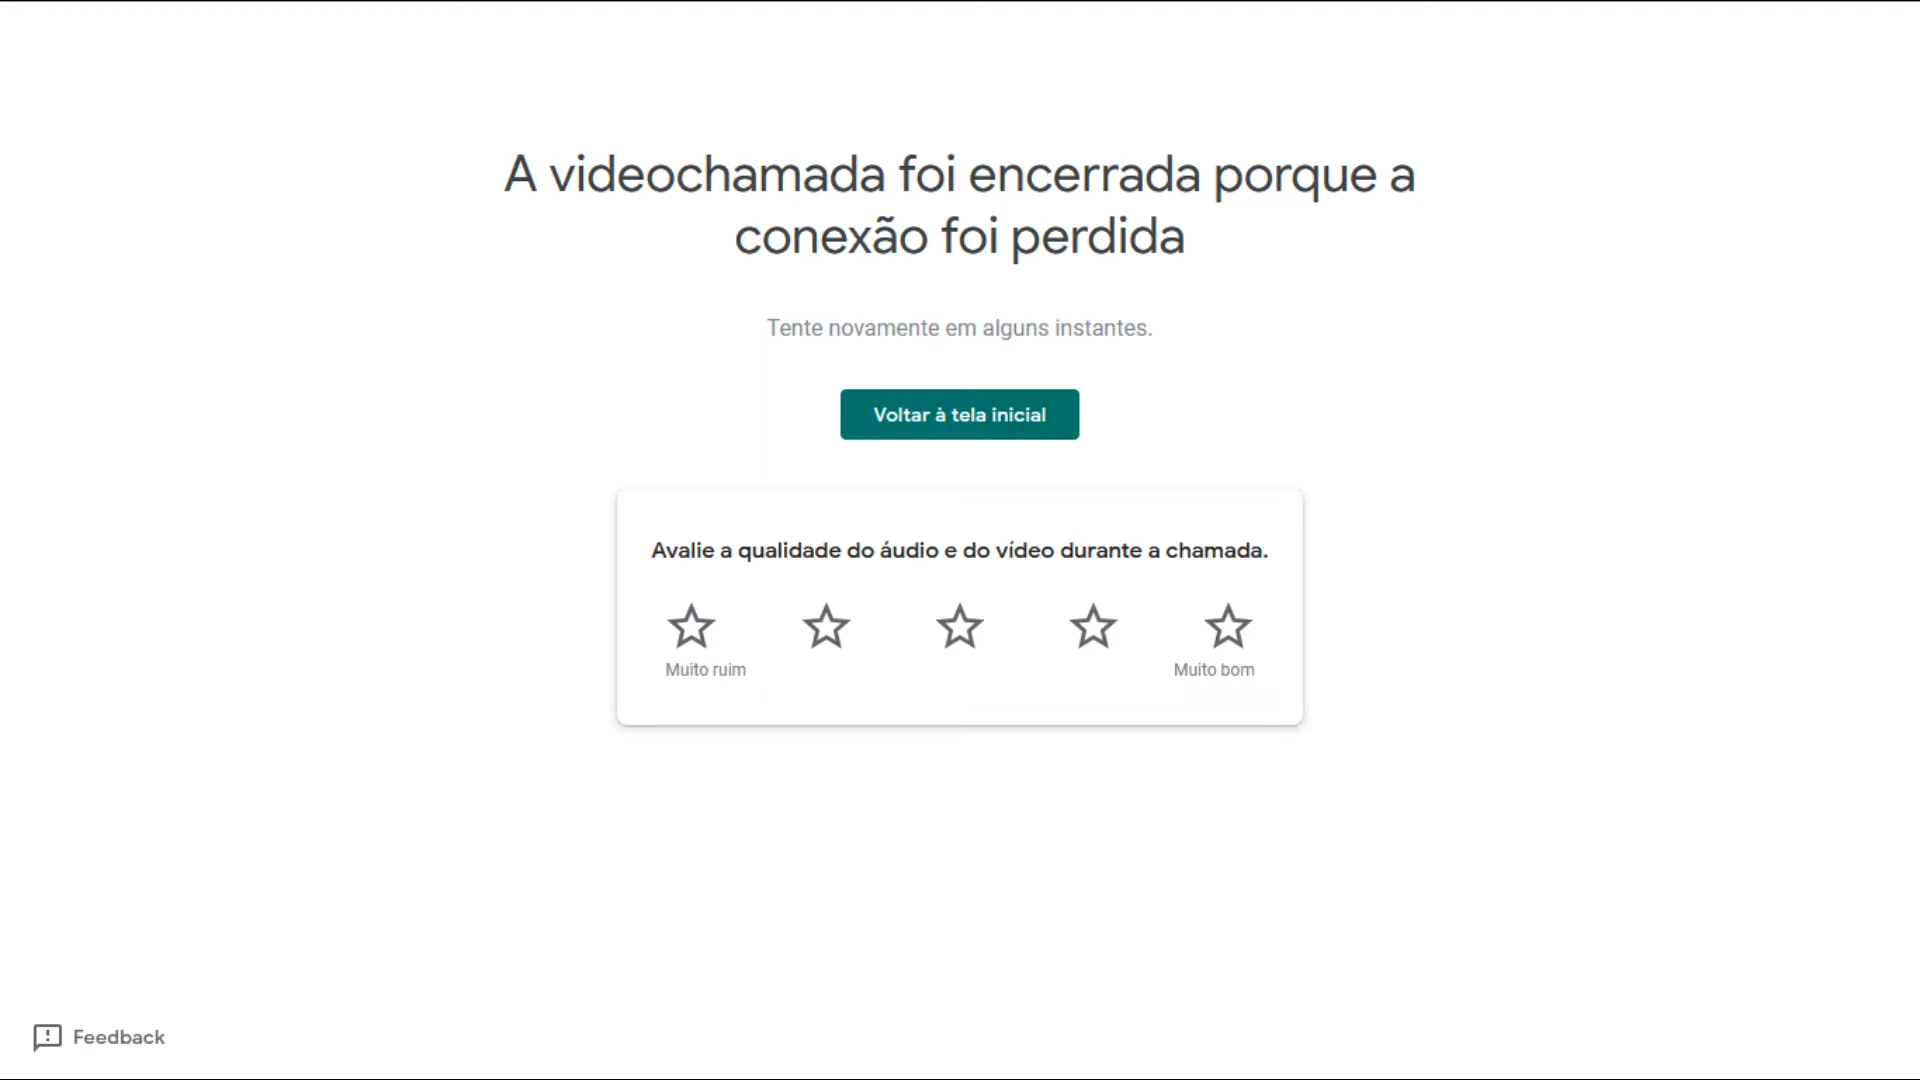 A videochamada foi encerrada porque a
conexão foi perdida
Tente novamente em alguns instantes.
Voltar à tela inicial
Avalie a qualidade do áudio e do vídeo durante a chamada.
Muito ruim
Muito bom
Feedback